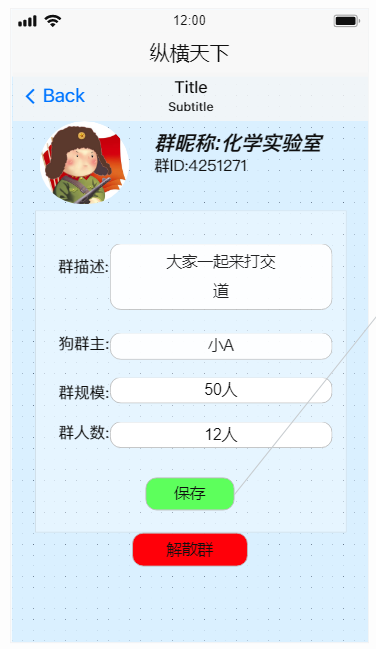 12:00
纵横天下
Back
Title
Subtitle
群昵称:化学实验室
群ID:4251271
群描述:
大家一起来打交
道
狗群主:
小A
群规模:
50人
群人数:
12人
保存
解散群